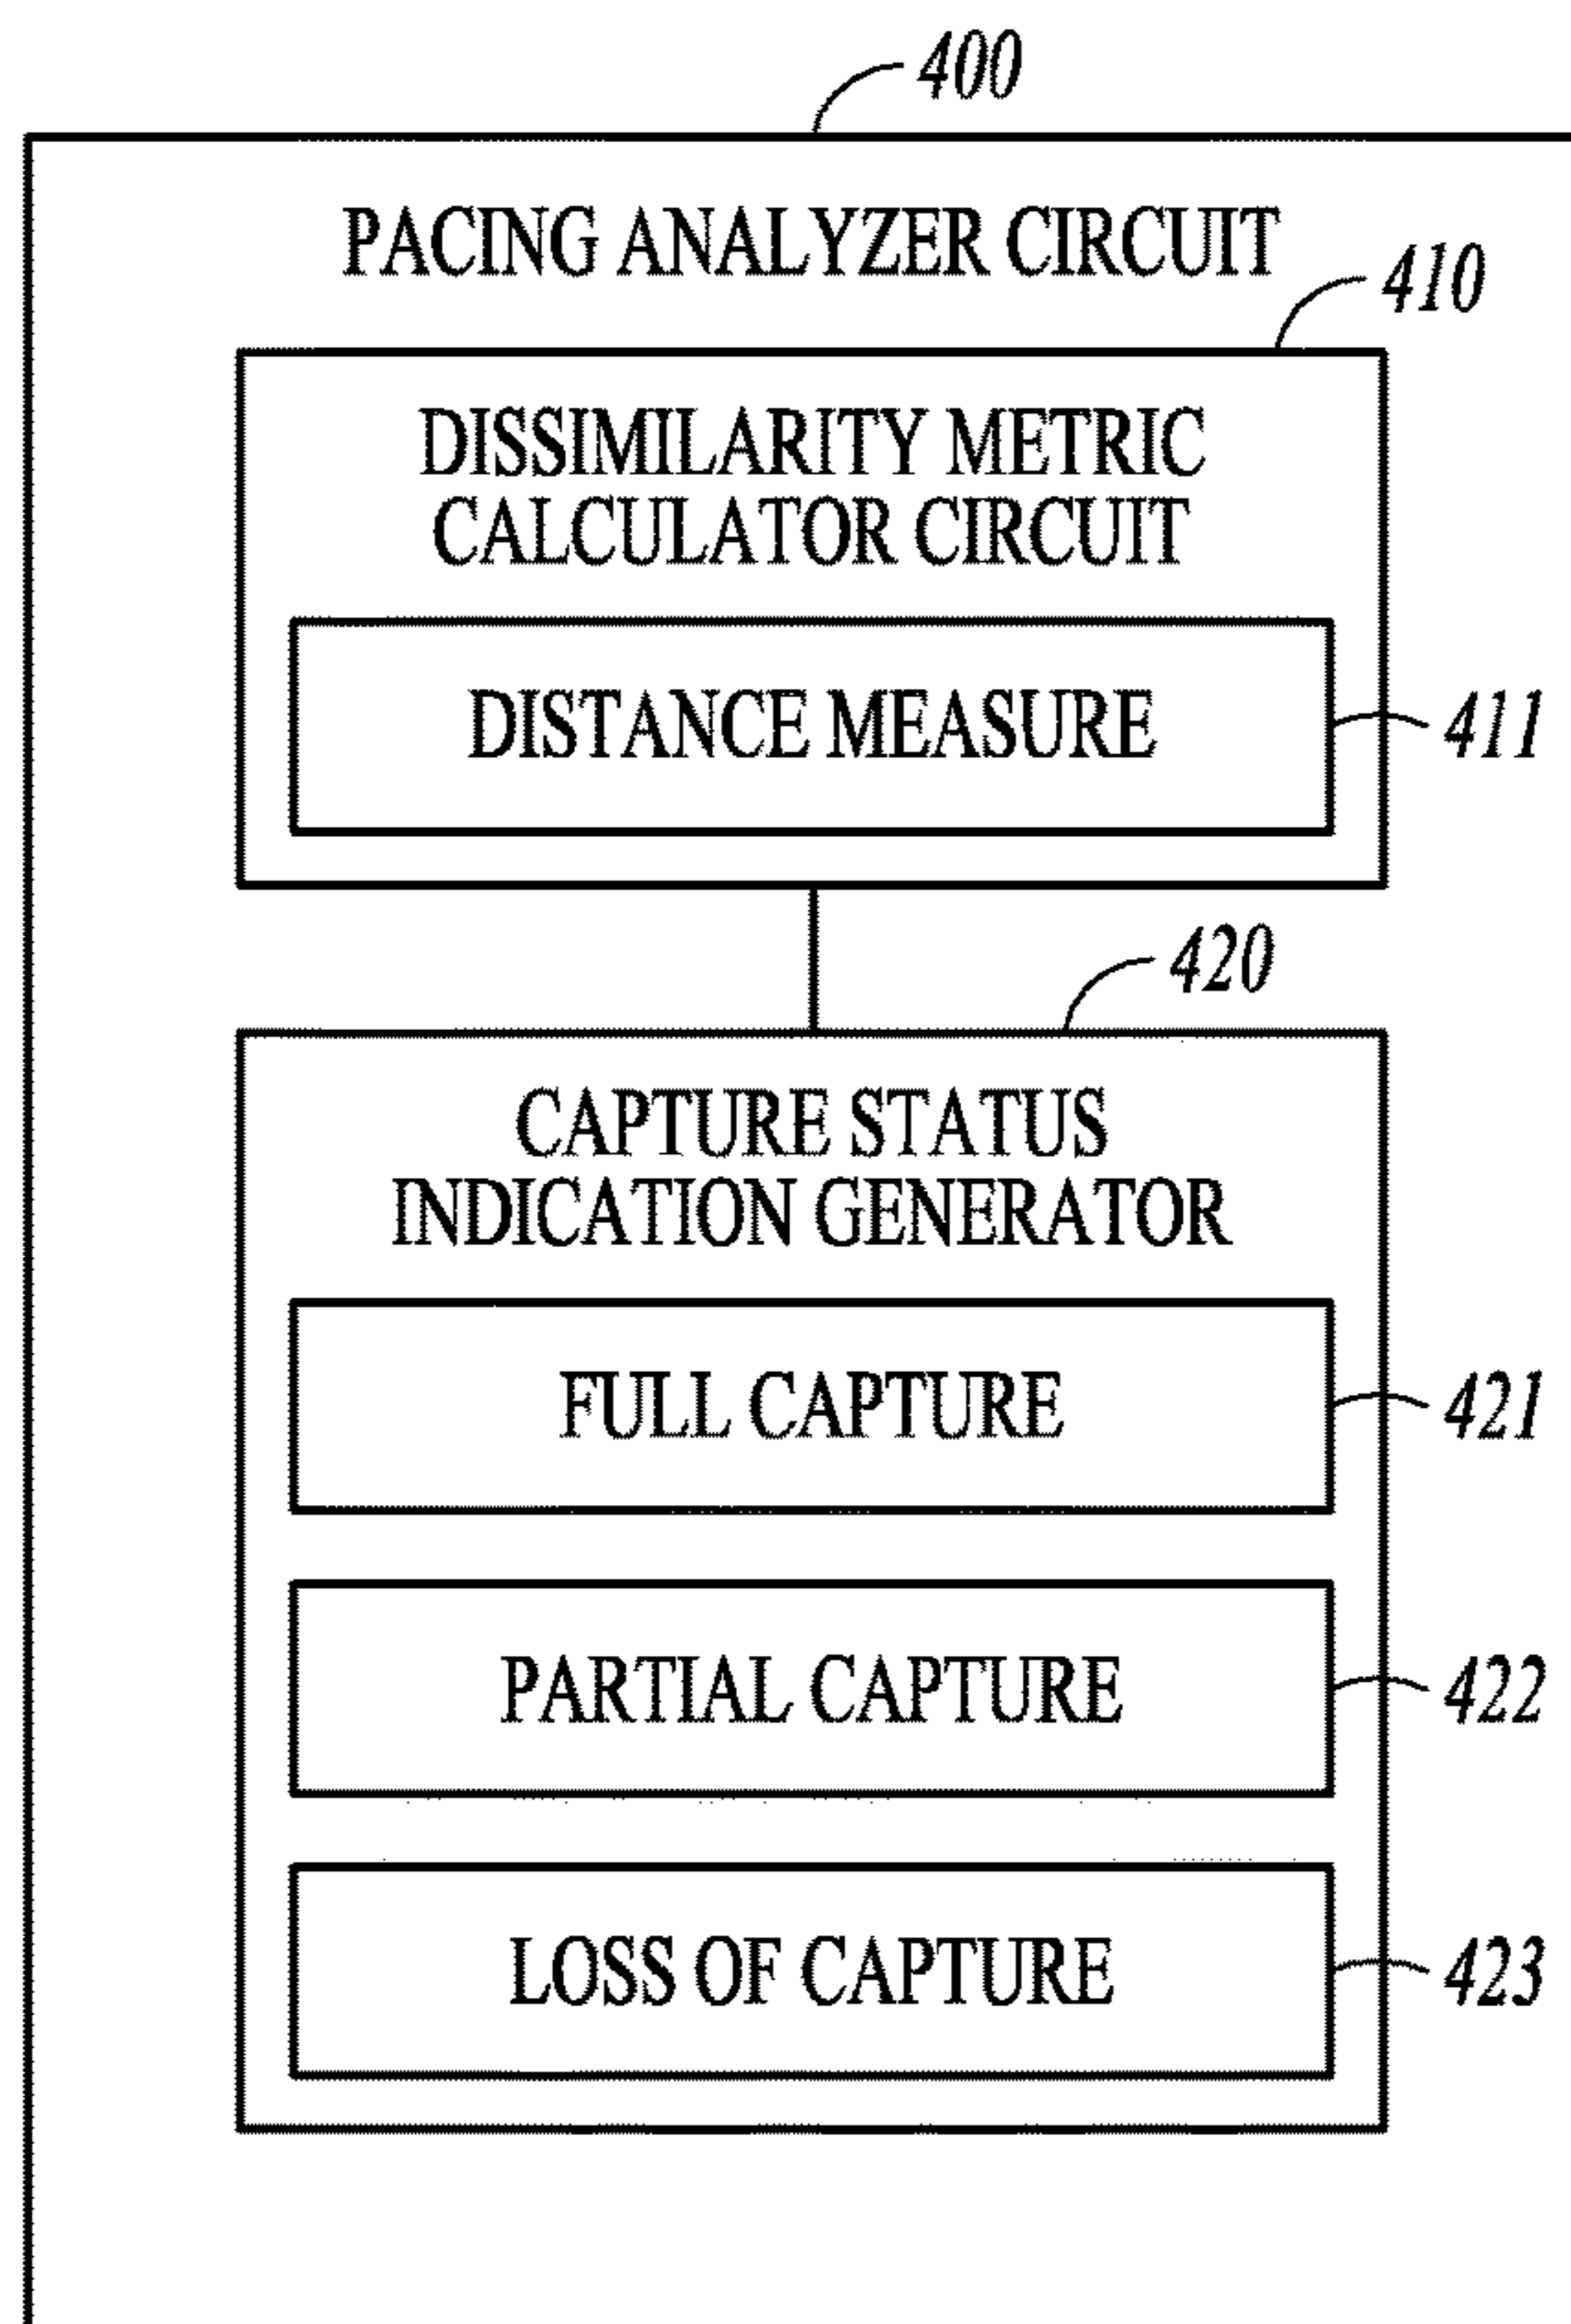 400
PACING ANALYZER CIRCUIT
410
DISSIMILARITY METRIC
CALCULATOR CIRCUIT
DISTANCE MEASURE
411
420
CAPTURE STATUS
INDICATION GENERATOR
FULL CAPTURE
421
PARTIAL CAPTURE
422
LOSS OF CAPTURE
423